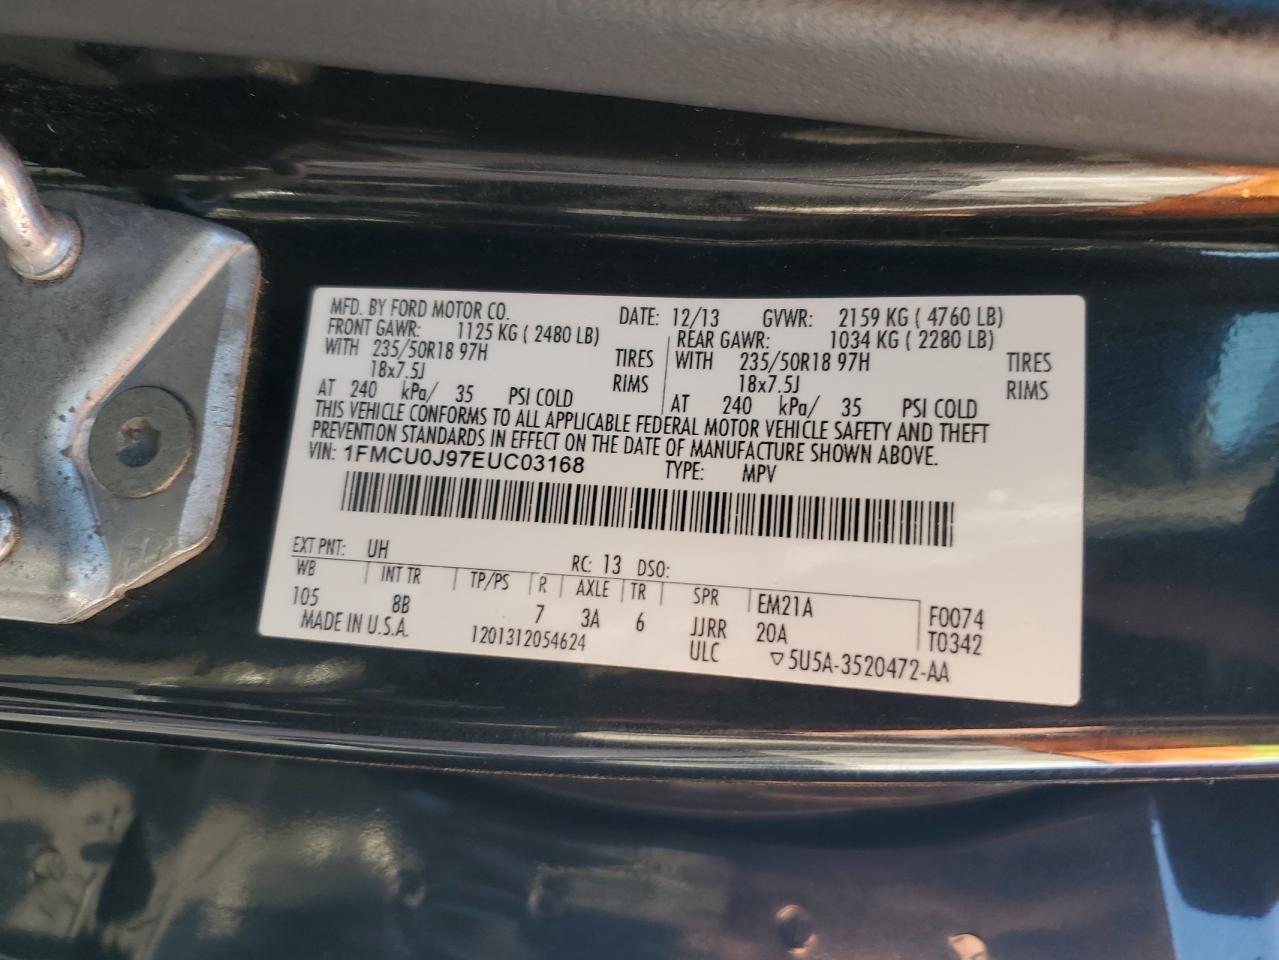 MFD. BY FORD MOTOR CO. DATE: 12/13 GVWR: 2159 KG ( 4760 LB)
FRONT GAWR: 1125 KG ( 2480 LB) REAR GAWR: 1034 KG ( 2280 LB)
WITH 235/50R18 97H TIRES WITH 235/50R18 97H TIRES
18x7.5J RIMS 18x7.5J RIMS
AT 240 kPa/ 35 PSI COLD AT 240 kPa/ 35 PSI COLD
THIS VEHICLE CONFORMS TO ALL APPLICABLE FEDERAL MOTOR VEHICLE SAFETY AND THEFT
PREVENTION STANDARDS IN EFFECT ON THE DATE OF MANUFACTURE SHOWN ABOVE.
VIN: 1FMCU0J97EUC03168 TYPE: MPV
EXT PNT: UH RC: 13 DSO:
WB INT TR TP/PS R AXLE TR SPR EM21A F0074
105 8B 7 3A 6 JJRR 20A T0342
MADE IN U.S.A. 1201312054624 ULC ▽5U5A-3520472-AA